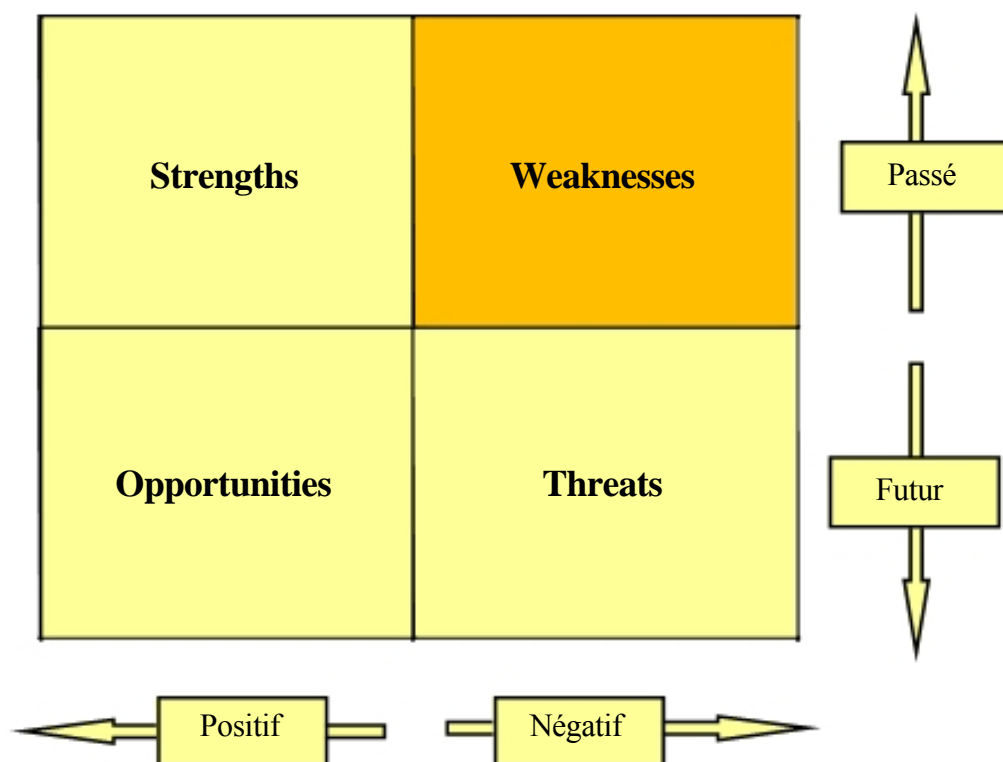 Strengths
Weaknesses
Passé
Opportunities
Threats
Futur
Positif
Négatif